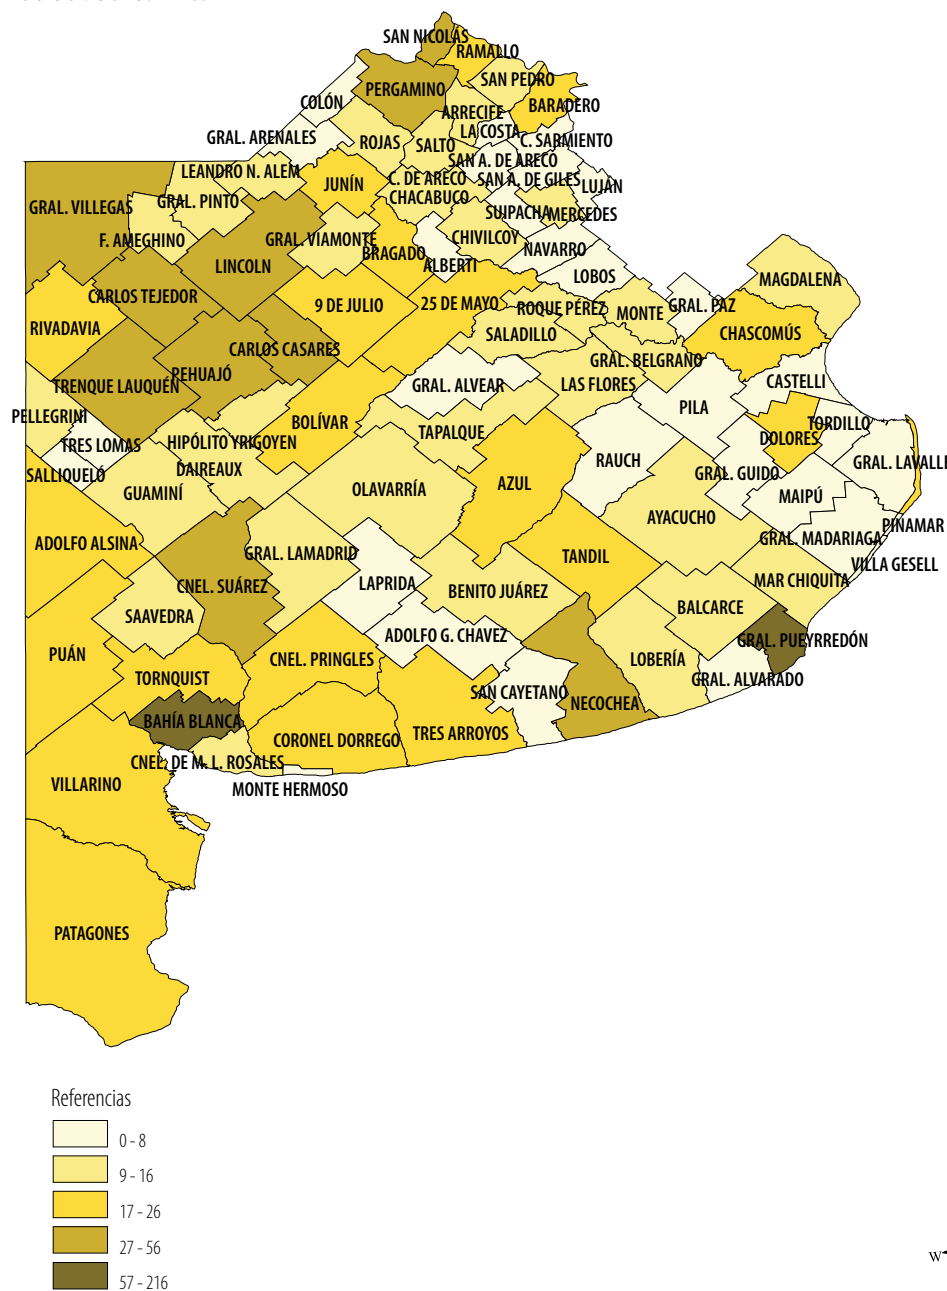 SAN NICOLÁS
RAMALLO
SAN PEDRO
PERGAMINO
COLÓN
BARADERO
ARRECIFE
LA COSTA
GRAL. ARENALES
ROJAS
SALTO
C. SARMIENTO
SAN A. DE ARECO
LEANDRO N. ALEM
JUNÍN
C. DE ARECO
SAN A. DE GILES
LUJÁN
CHACABUCO
GRAL. VILLEGAS
GRAL. PINTO
SUIPACHA
MERCEDES
F. AMEGHINO
GRAL. VIAMONTE
CHIVILCOY
BRAGADO
NAVARRO
ALBERTI
LINCOLN
LOBOS
MAGDALENA
CARLOS TEJEDOR
9 DE JULIO
25 DE MAYO
ROQUE PÉREZ
MONTE
GRAL. PAZ
RIVADAVIA
SALADILLO
CHASCOMÚS
CARLOS CASARES
GRAL. BELGRANO
PEHUAJÓ
TRENQUE LAUQUÉN
GRAL. ALVEAR
LAS FLORES
CASTELLI
PELLEGRINI
BOLÍVAR
PILA
TORDILLO
TRES LOMAS
HIPÓLITO YRIGOYEN
TAPALQUE
DOLORES
SALLIQUELÓ
DAIREAUX
RAUCH
GRAL. GUIDO
GRAL. LAVALLE
GUAMINÍ
OLAVARRÍA
AZUL
MAIPÚ
AYACUCHO
PINAMAR
ADOLFO ALSINA
GRAL. LAMADRID
TANDIL
GRAL. MADARIAGA
VILLA GESELL
CNEL. SUÁREZ
LAPRIDA
BENITO JUÁREZ
MAR CHIQUITA
SAAVEDRA
BALCARCE
PUÁN
ADOLFO G. CHAVEZ
GRAL. PUEYRREDÓN
CNEL. PRINGLES
LOBERÍA
TORNQUIST
GRAL. ALVARADO
SAN CAYETANO
NECOCHEA
BAHÍA BLANCA
CORONEL DORREGO
TRES ARROYOS
CNEL. DE M. L. ROSALES
VILLARINO
MONTE HERMOSO
PATAGONES
Referencias
0 - 8
9 - 16
17 - 26
27 - 56
57 - 216
W